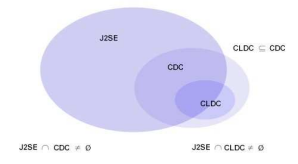 J2SE
CLDC ⊆ CDC
CDC
CLDC
J2SE ∩ CDC ≠ Ø
J2SE ∩ CLDC ≠ Ø